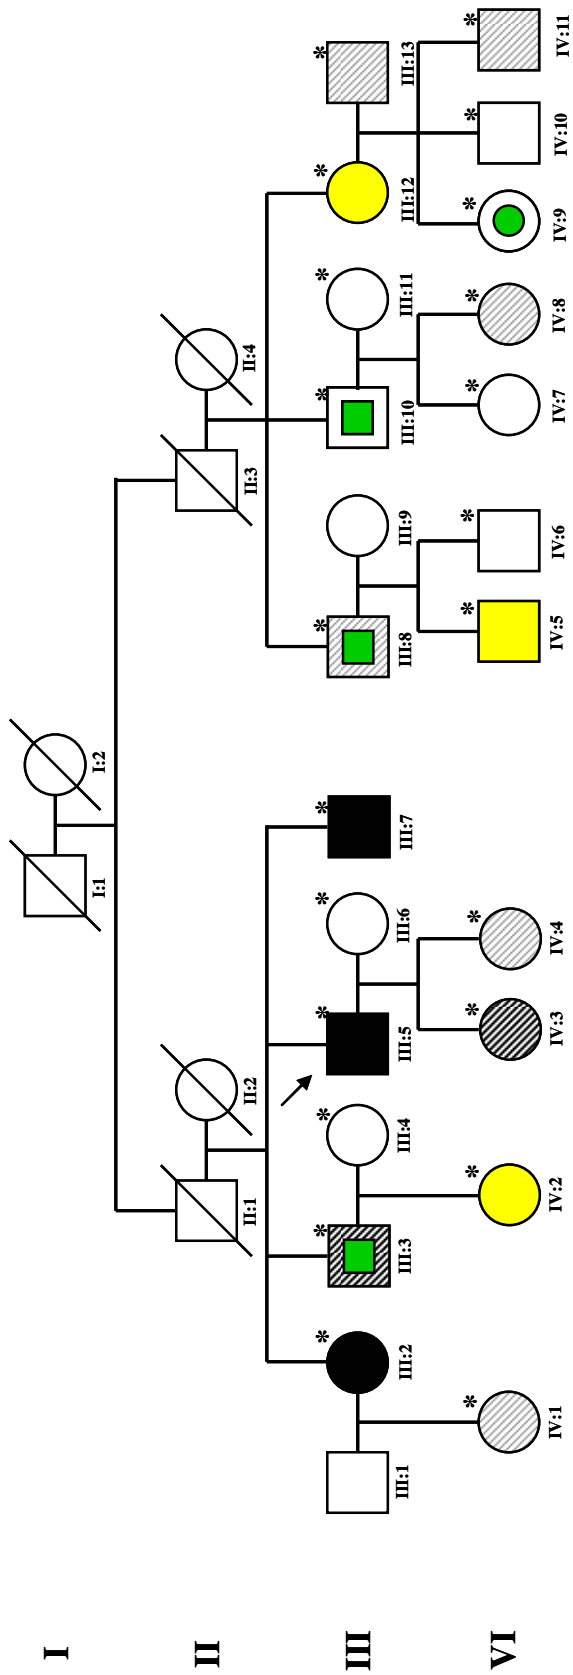 I
I:1 I:2
II
II:1 II:2 II:3 II:4
* * * * * * * * * * *
III
III:1 III:2 III:3 III:4 III:5 III:6 III:7 III:8 III:9 III:10 III:11 III:12 III:13
* * * * * * * * * * *
VI
IV:1 IV:2 IV:3 IV:4 IV:5 IV:6 IV:7 IV:8 IV:9 IV:10 IV:11